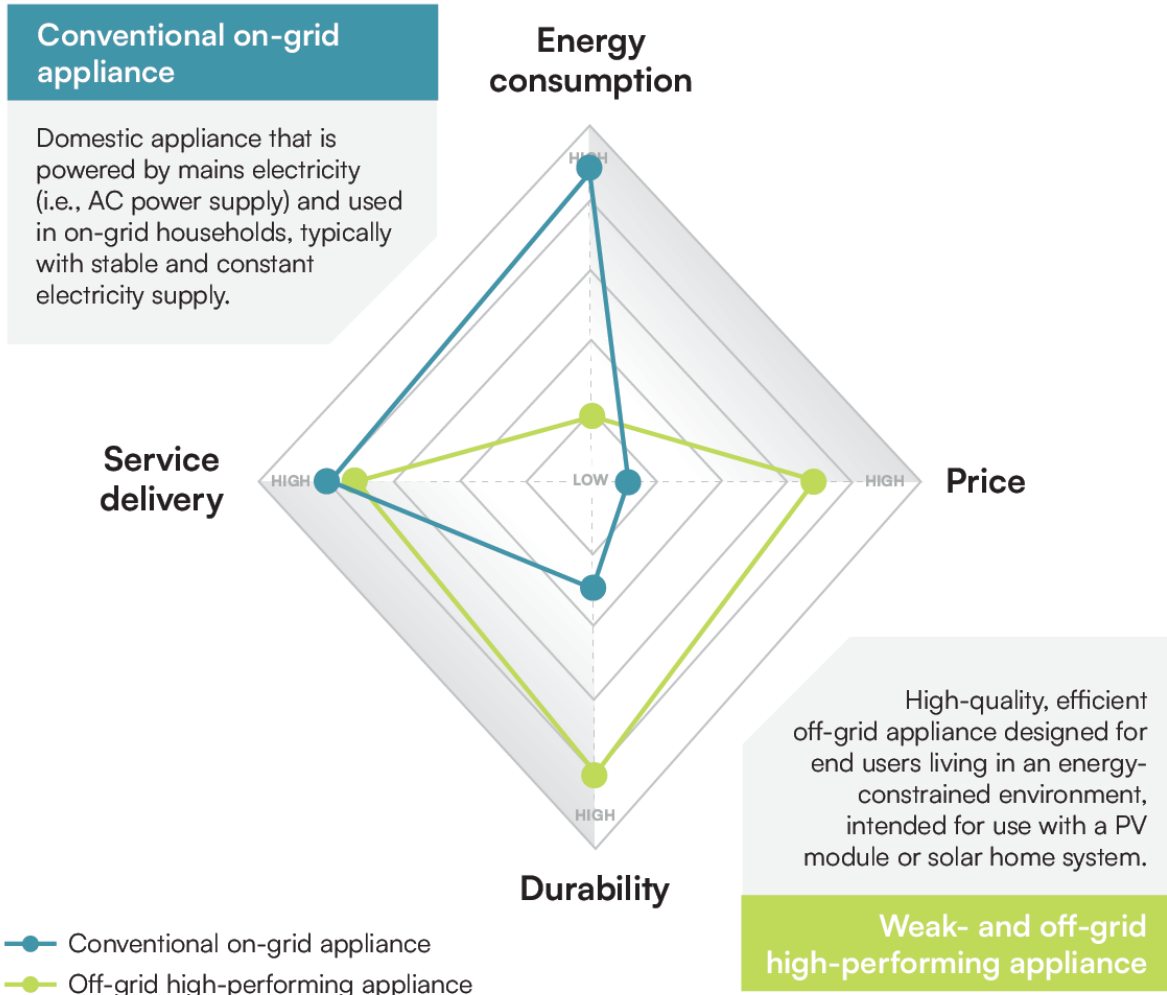 Conventional on-grid
appliance
Domestic appliance that is
powered by mains electricity
(i.e., AC power supply) and used
in on-grid households, typically
with stable and constant
electricity supply.
Energy
consumption
HIGH
Service
delivery
HIGH
LOW
HIGH
Price
HIGH
Durability
High-quality, efficient
off-grid appliance designed for
end users living in an energy-
constrained environment,
intended for use with a PV
module or solar home system.
Weak- and off-grid
high-performing appliance
Conventional on-grid appliance
Off-grid high-performing appliance